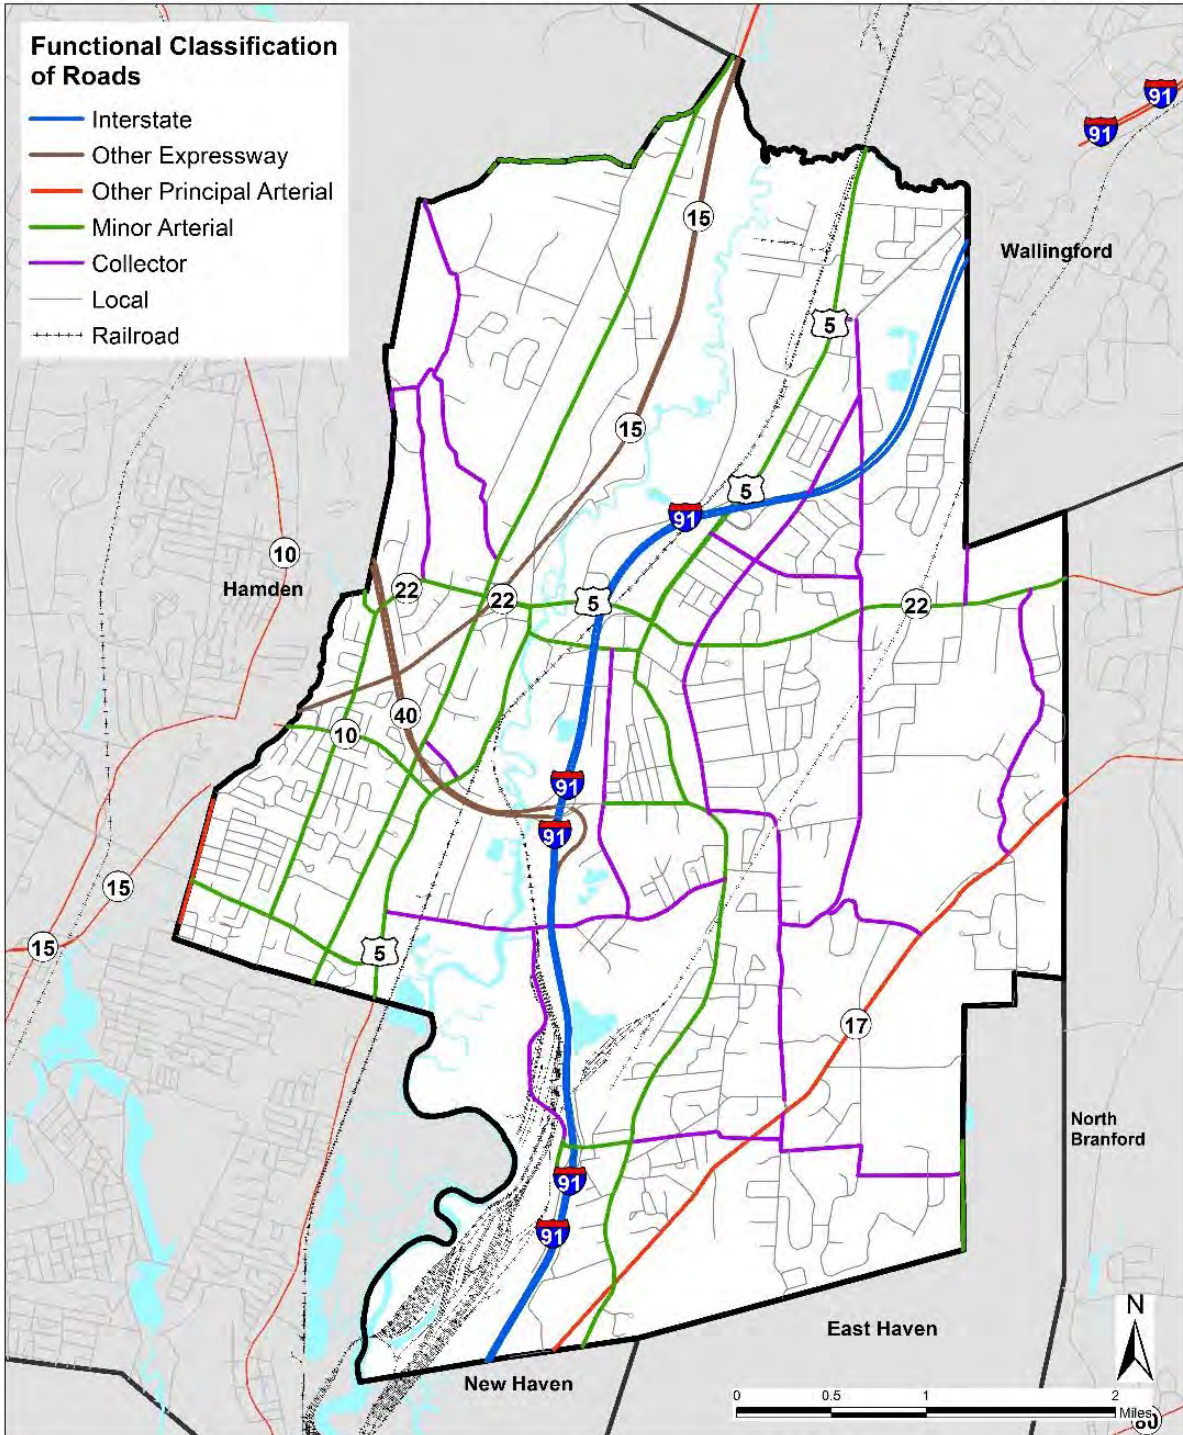 Functional Classification
of Roads
Interstate
Other Expressway
Other Principal Arterial
Minor Arterial
Collector
Local
Railroad
91
91
15
Wallingford
5
15
5
91
10
Hamden
22
22
5
22
40
10
91
91
15
15
5
17
North
Branford
91
91
East Haven
New Haven
N
0
0.5
1
2
Miles
80